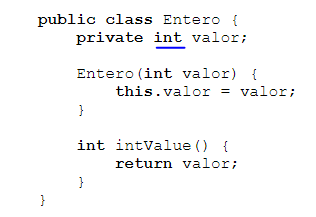 public class Entero {
    private int valor;

    Entero(int valor) {
        this.valor = valor;
    }

    int intValue() {
        return valor;
    }
}